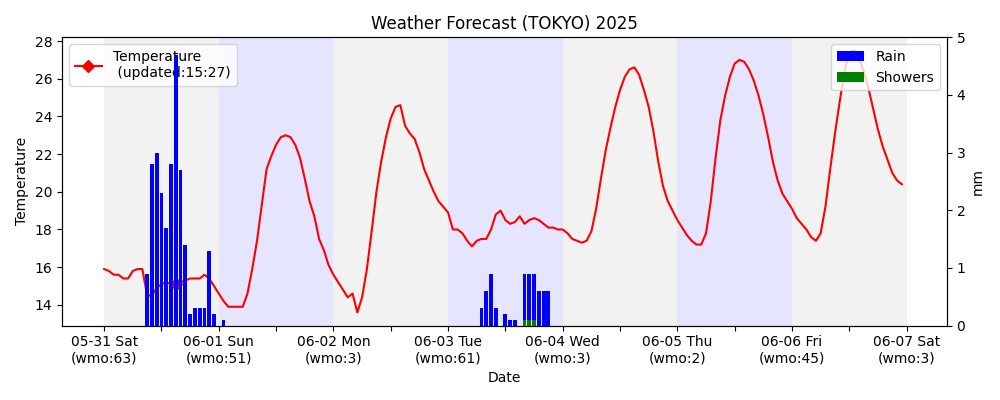 Weather Forecast (TOKYO) 2025
Temperature
(updated:15:27)
Rain
Showers
28
26
24
22
20
18
16
14
Temperature
5
4
3
2
1
0
mm
05-31 Sat
(wmo:63)
06-01 Sun
(wmo:51)
06-02 Mon
(wmo:3)
06-03 Tue
(wmo:61)
06-04 Wed
(wmo:3)
06-05 Thu
(wmo:2)
06-06 Fri
(wmo:45)
06-07 Sat
(wmo:3)
Date